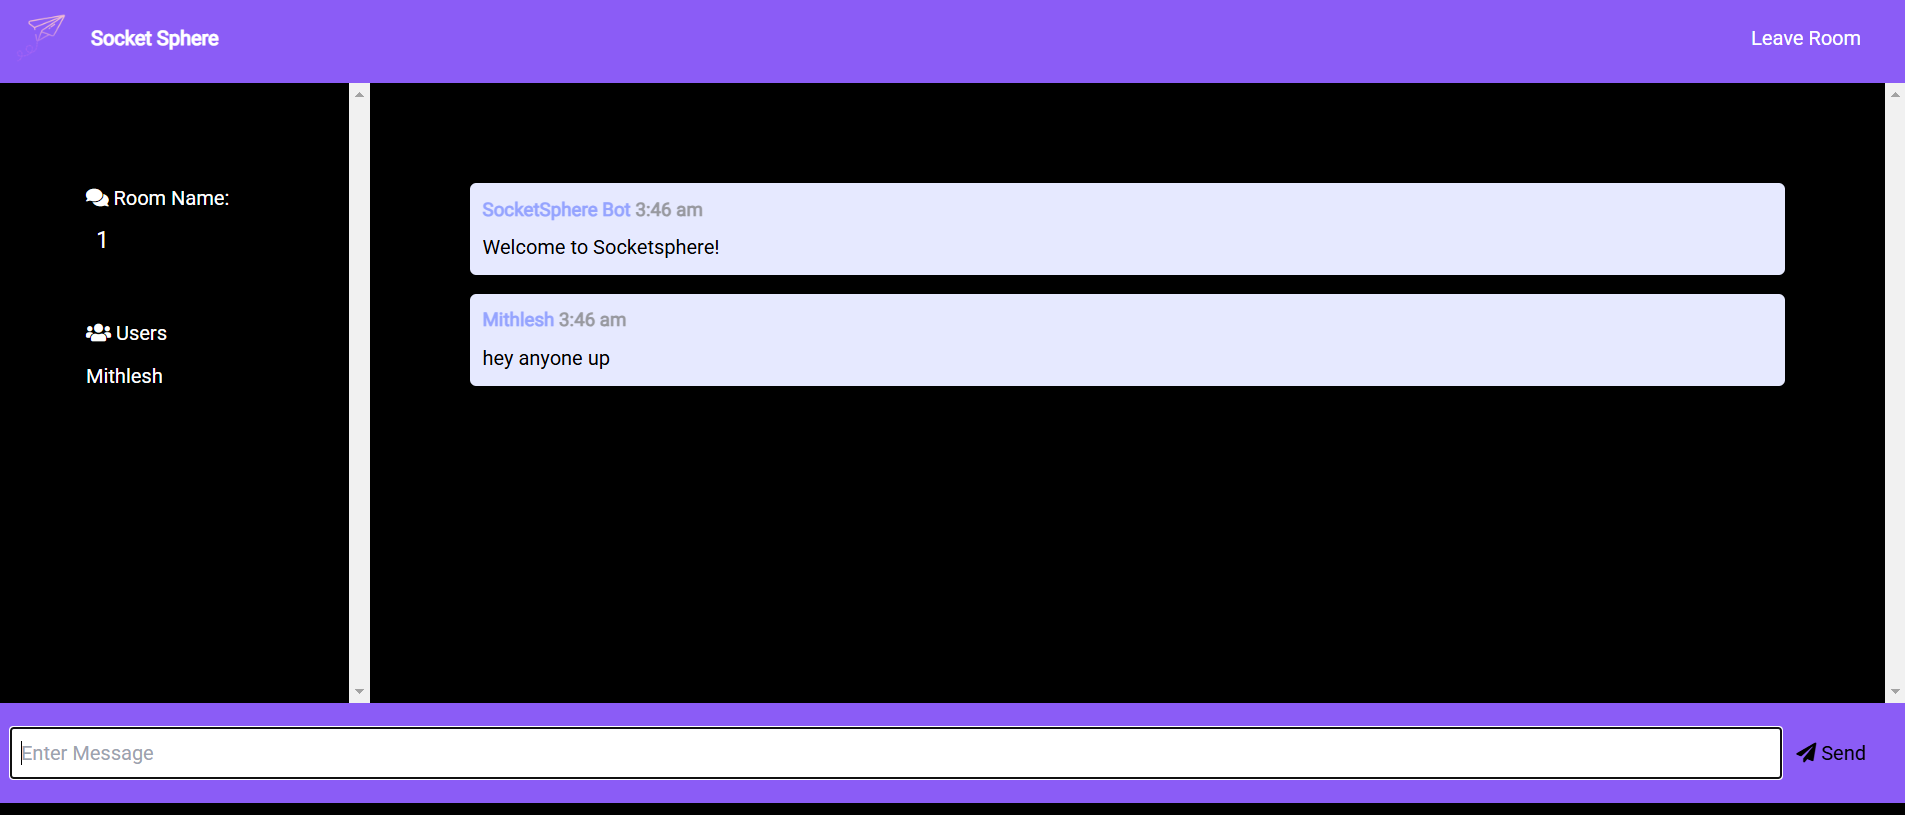 Socket Sphere
Leave Room
Room Name:
1
Users
Mithlesh
SocketSphere Bot 3:46 am
Welcome to Socketsphere!
Mithlesh 3:46 am
hey anyone up
Enter Message
Send